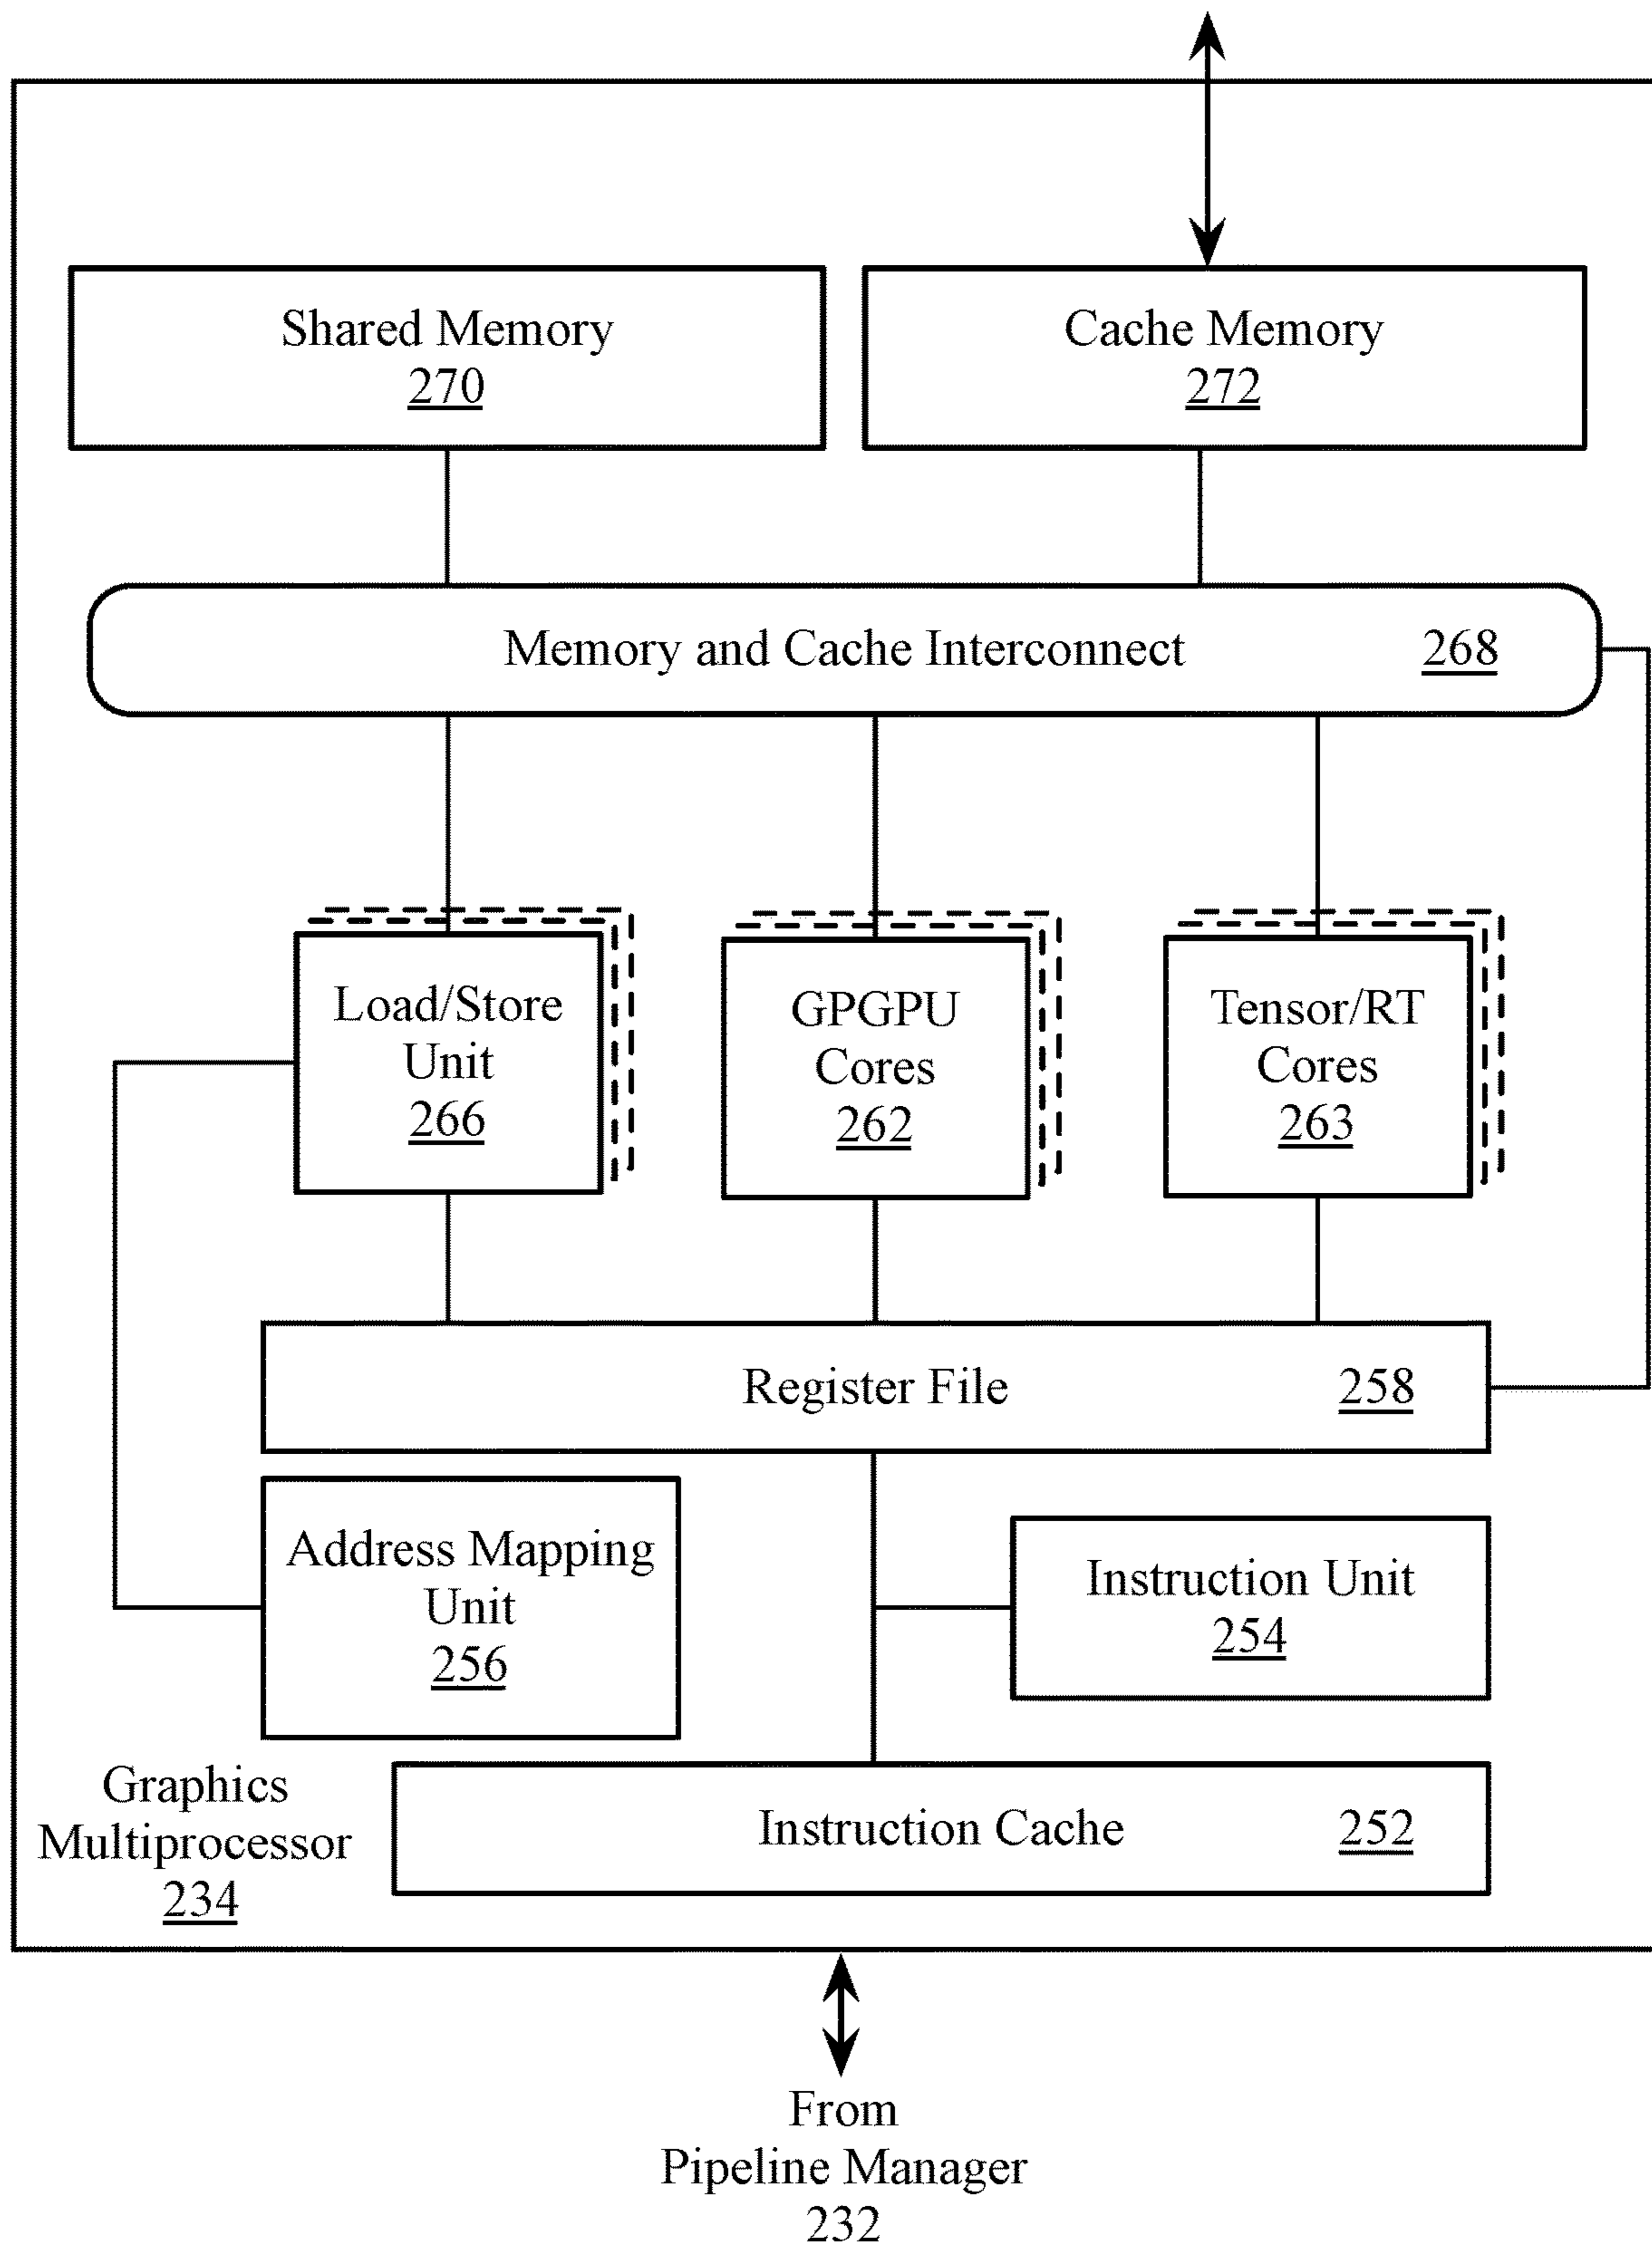 Shared Memory
270
Cache Memory
272
Memory and Cache Interconnect 268
Load/Store
Unit
266
GPGPU
Cores
262
Tensor/RT
Cores
263
Register File 258
Address Mapping
Unit
256
Instruction Unit
254
Graphics
Multiprocessor
234
Instruction Cache 252
From
Pipeline Manager
232